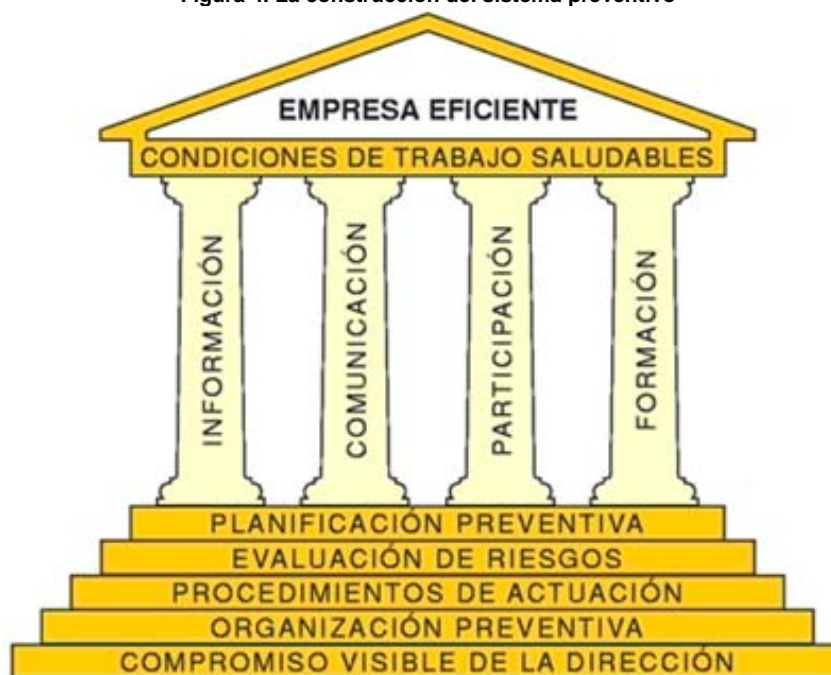 Figura 4. La construcción del sistema preventivo
EMPRESA EFICIENTE
CONDICIONES DE TRABAJO SALUDABLES
INFORMACIÓN
COMUNICACIÓN
PARTICIPACIÓN
FORMACIÓN
PLANIFICACIÓN PREVENTIVA
EVALUACIÓN DE RIESGOS
PROCEDIMIENTOS DE ACTUACIÓN
ORGANIZACIÓN PREVENTIVA
COMPROMISO VISIBLE DE LA DIRECCIÓN